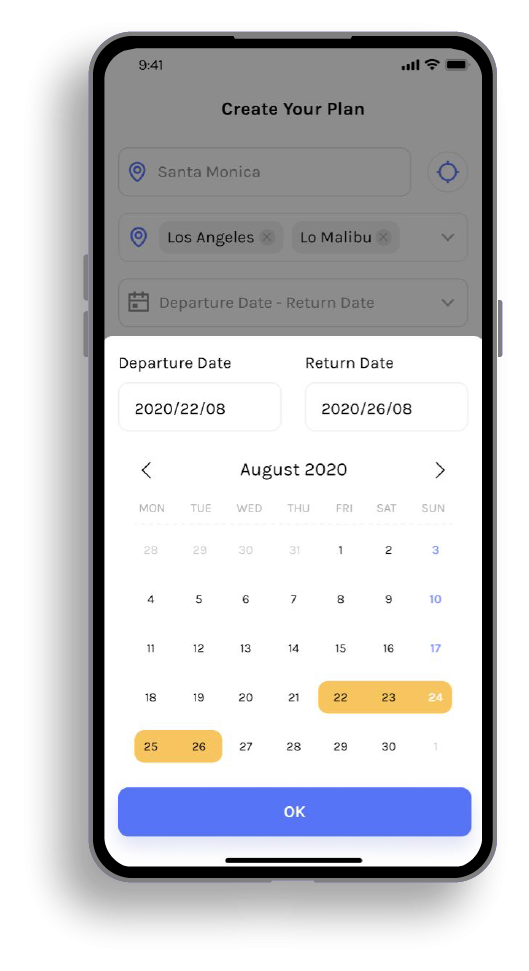 9:41
Create Your Plan
Santa Monica
Los Angeles Lo Malibu
Departure Date - Return Date
Departure Date Return Date
2020/22/08 2020/26/08
August 2020
MON TUE WED THU FRI SAT SUN
28 29 30 31 1 2 3
4 5 6 7 8 9 10
11 12 13 14 15 16 17
18 19 20 21 22 23 24
25 26 27 28 29 30 1
OK